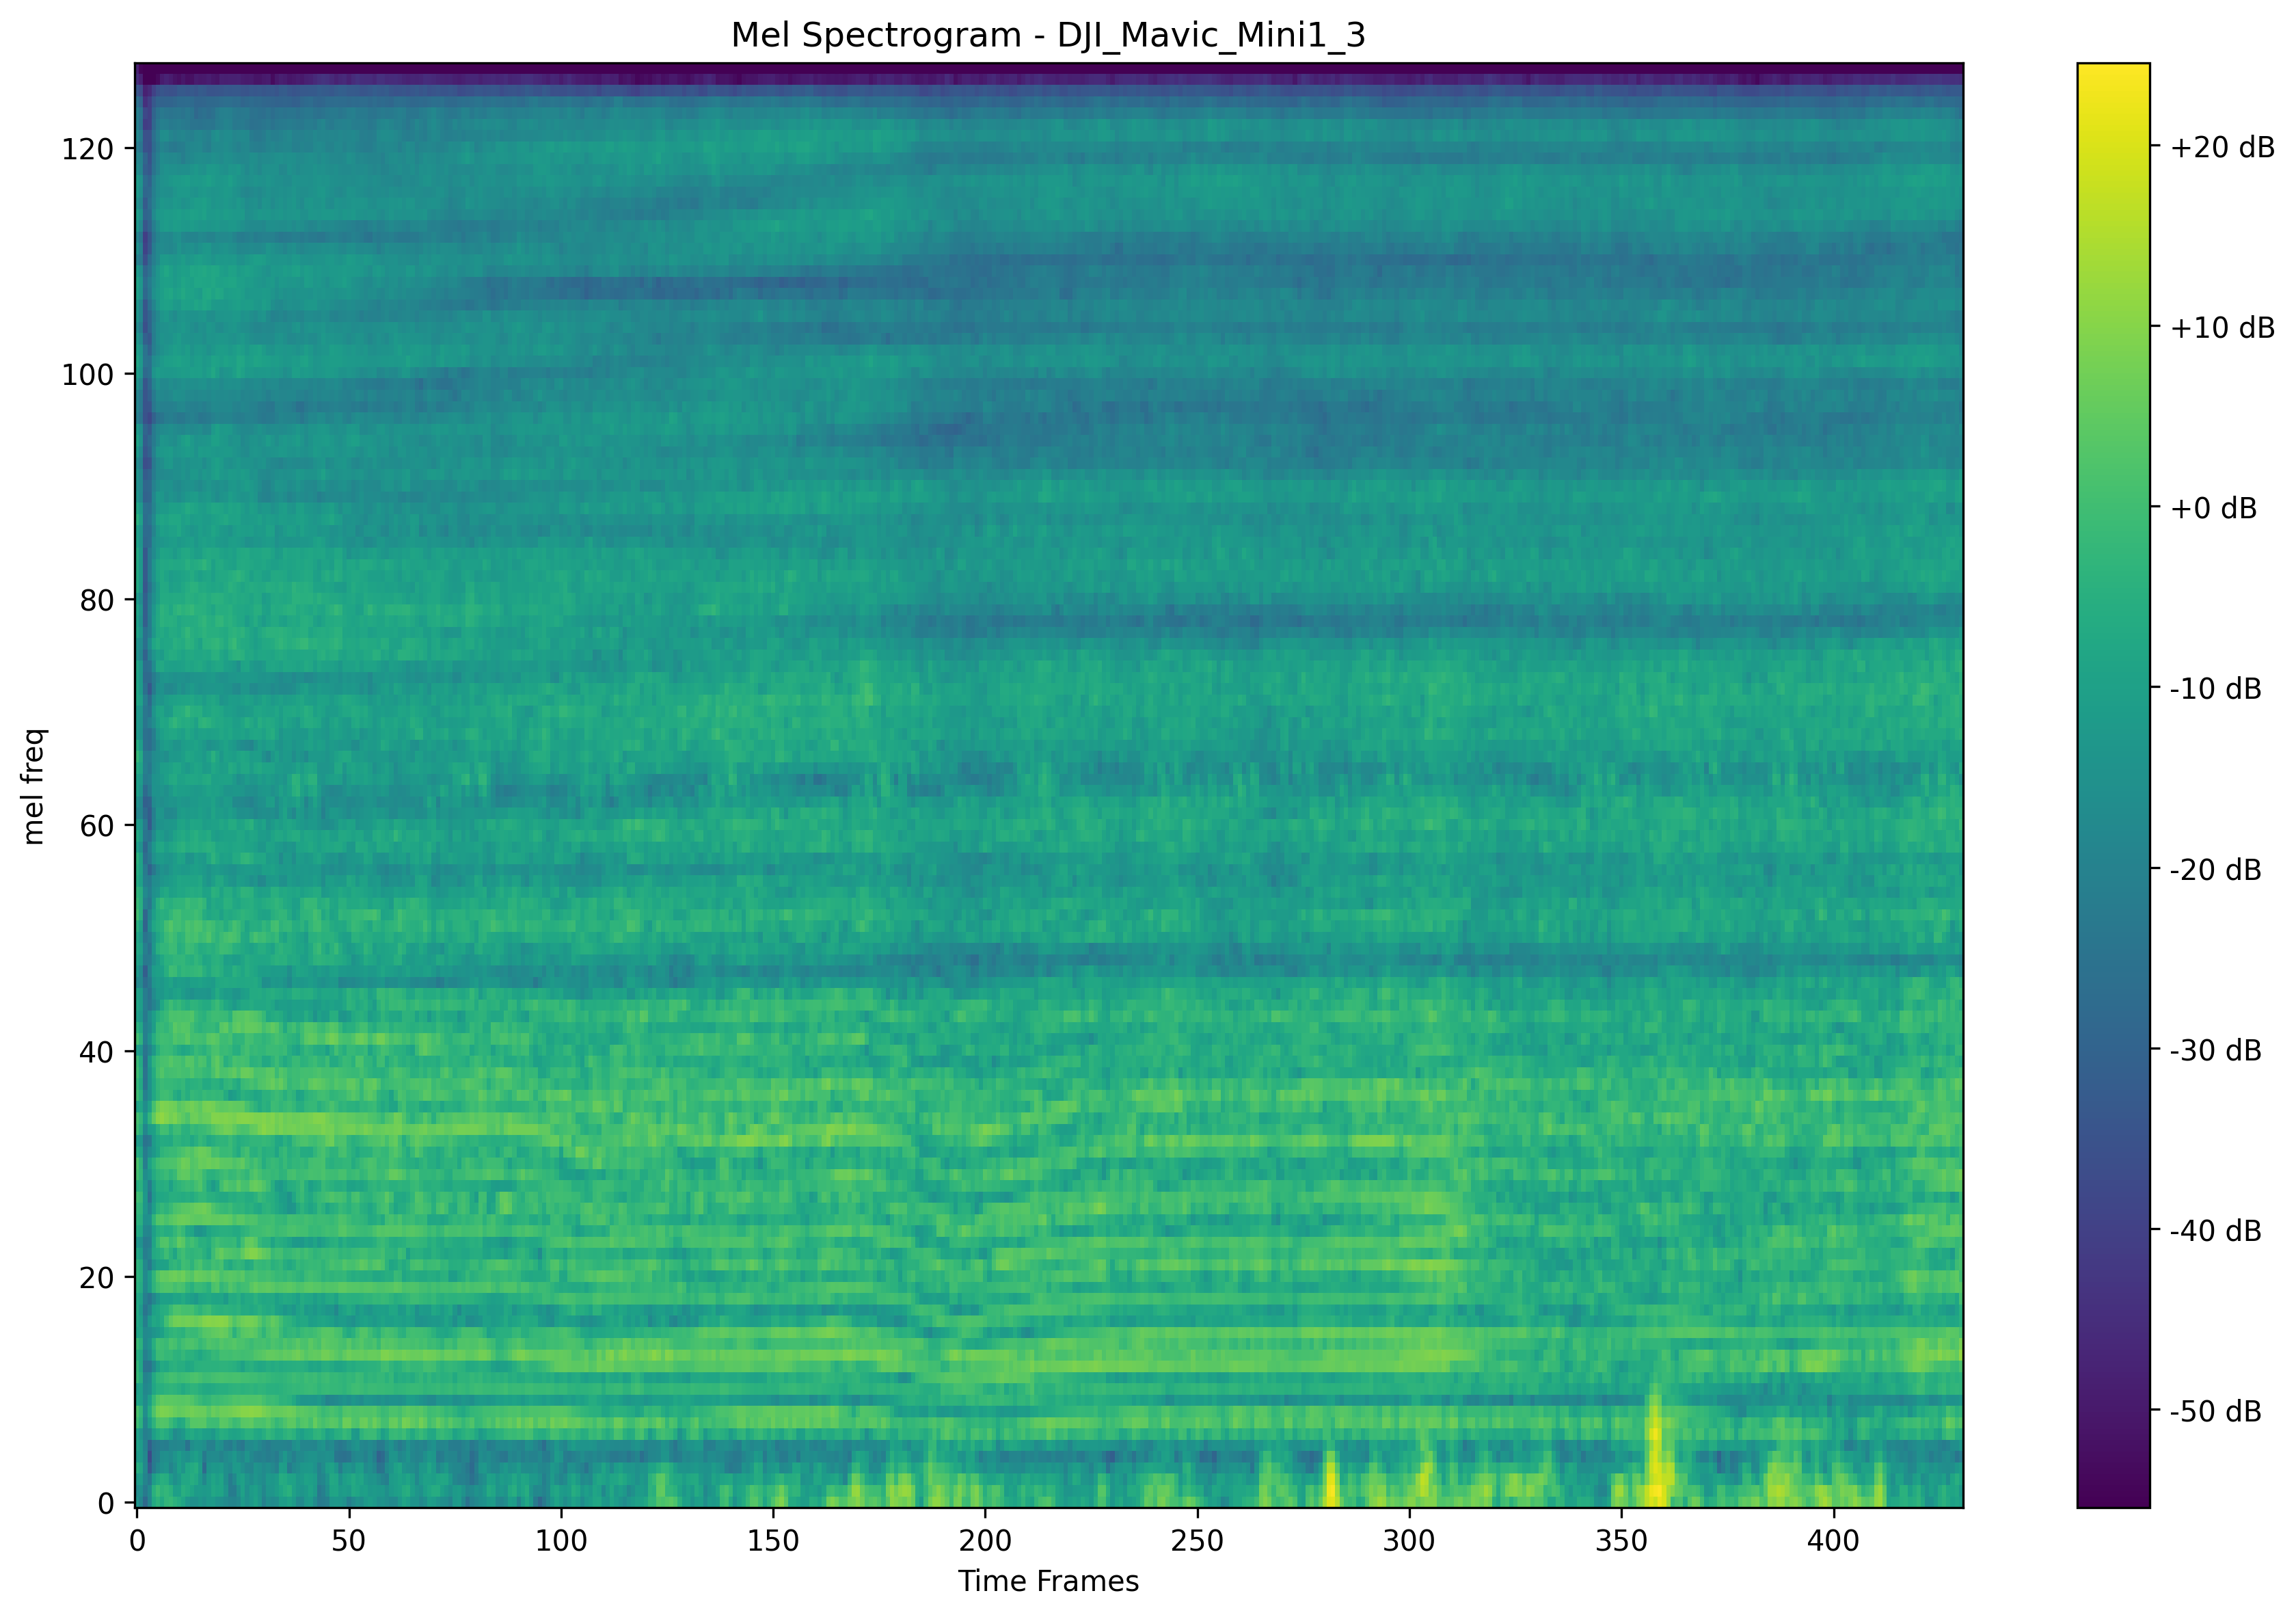 Mel Spectrogram - DJI_Mavic_Mini1_3
120
100
80
60
40
20
0
mel freq
0 50 100 150 200 250 300 350 400
Time Frames
+20 dB
+10 dB
+0 dB
-10 dB
-20 dB
-30 dB
-40 dB
-50 dB